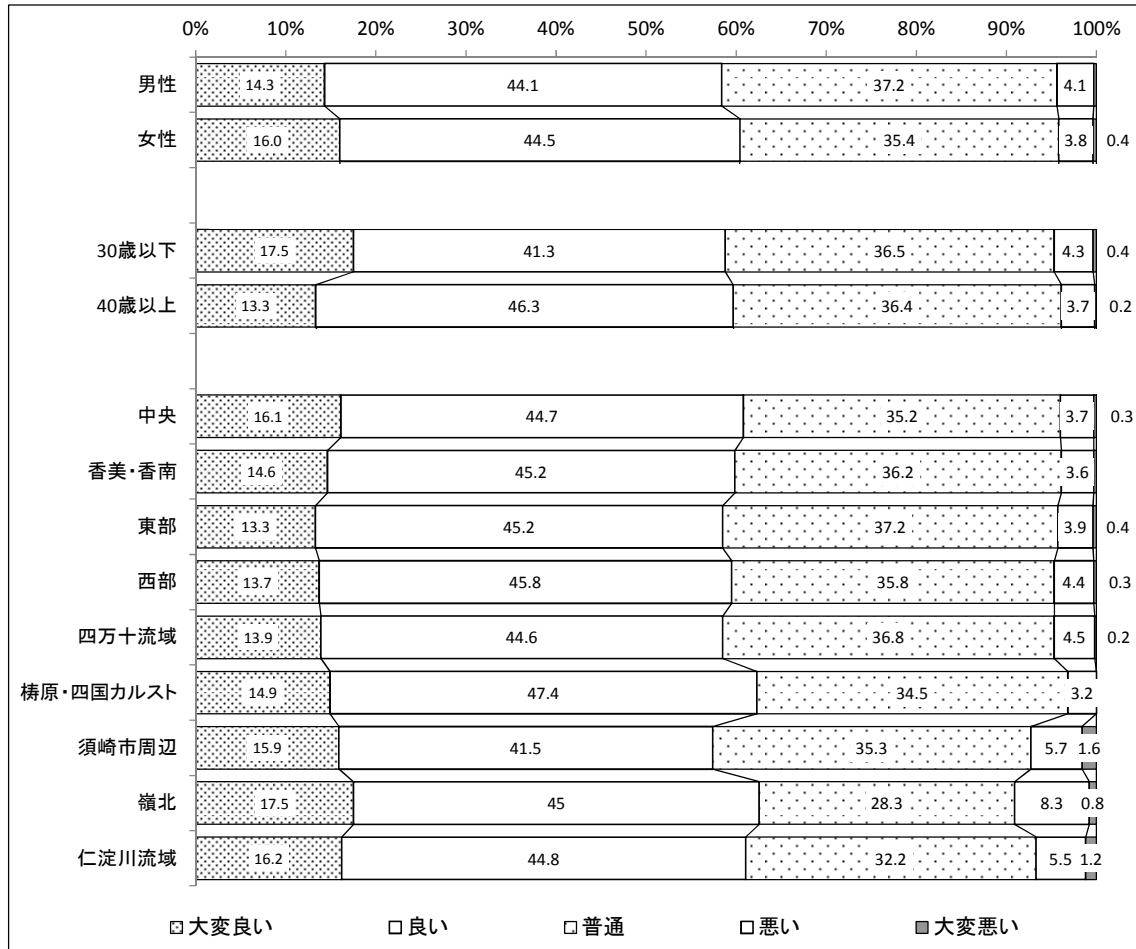 0% 10% 20% 30% 40% 50% 60% 70% 80% 90% 100%
男性 14.3 44.1 37.2 4.1
女性 16.0 44.5 35.4 3.8 0.4
30歳以下 17.5 41.3 36.5 4.3 0.4
40歳以上 13.3 46.3 36.4 3.7 0.2
中央 16.1 44.7 35.2 3.7 0.3
香美・香南 14.6 45.2 36.2 3.6
東部 13.3 45.2 37.2 3.9 0.4
西部 13.7 45.8 35.8 4.4 0.3
四万十流域 13.9 44.6 36.8 4.5 0.2
梼原・四国カルスト 14.9 47.4 34.5 3.2
須崎市周辺 15.9 41.5 35.3 5.7 1.6
嶺北 17.5 45 28.3 8.3 0.8
仁淀川流域 16.2 44.8 32.2 5.5 1.2
大変良い 良い 普通 悪い 大変悪い